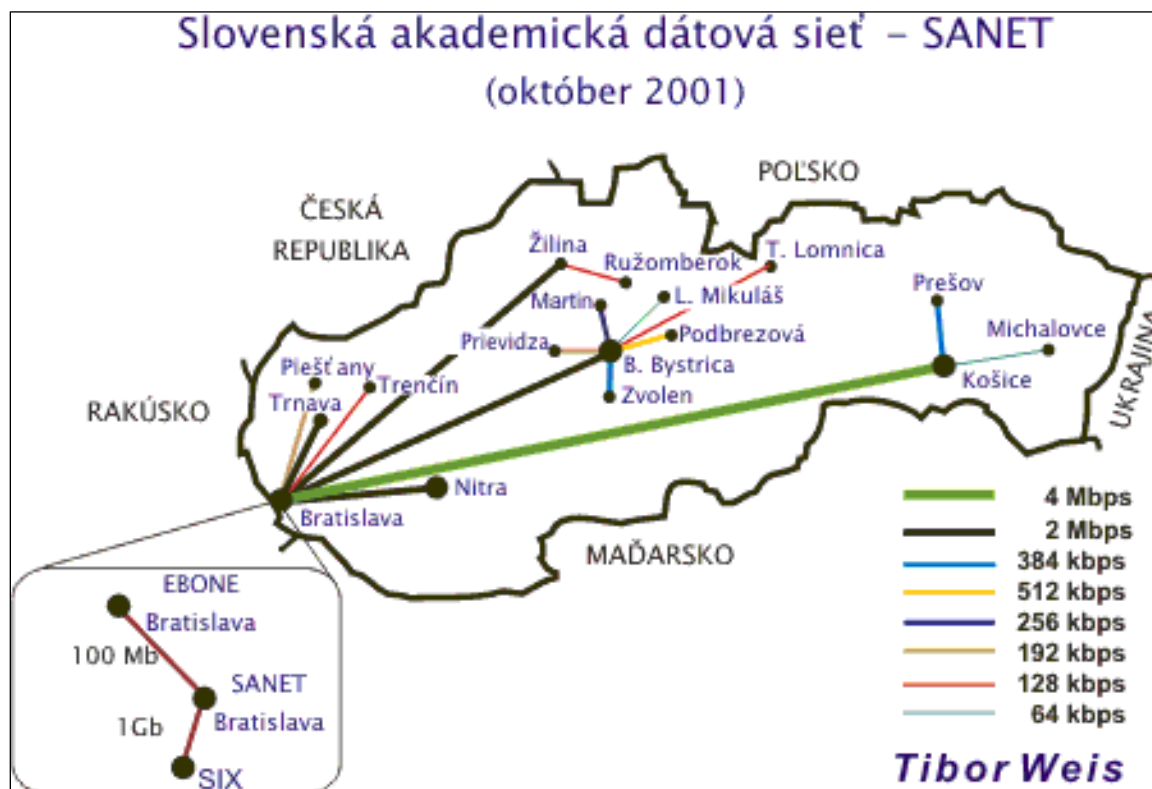 Slovenská akademická dátová sieť – SANET
(október 2001)
POĽSKO
ČESKÁ
REPUBLIKA
Žilina
T. Lomnica
Ružomberok
Prešov
Martin
L. Mikuláš
Michalovce
Prievidza
Podbrezová
UKRAJINA
Piešťany
Trenčín
B. Bystrica
Košice
RAKÚSKO
Trnava
Zvolen
Nitra
Bratislava
MAĎARSKO
4 Mbps
2 Mbps
384 kbps
512 kbps
256 kbps
192 kbps
128 kbps
64 kbps
EBONE
Bratislava
100 Mb
SANET
Bratislava
1Gb
SIX
Tibor Weis